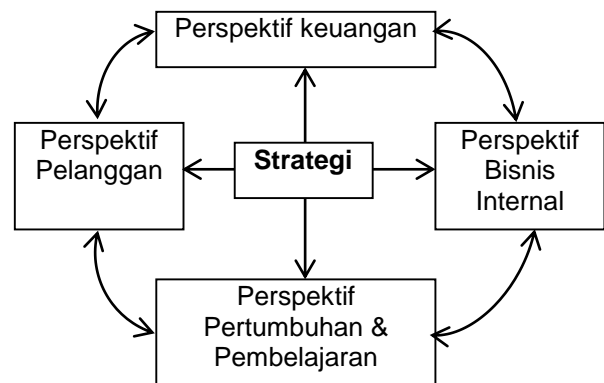 Perspektif keuangan
Perspektif
Pelanggan
Strategi
Perspektif
Bisnis
Internal
Perspektif
Pertumbuhan &
Pembelajaran